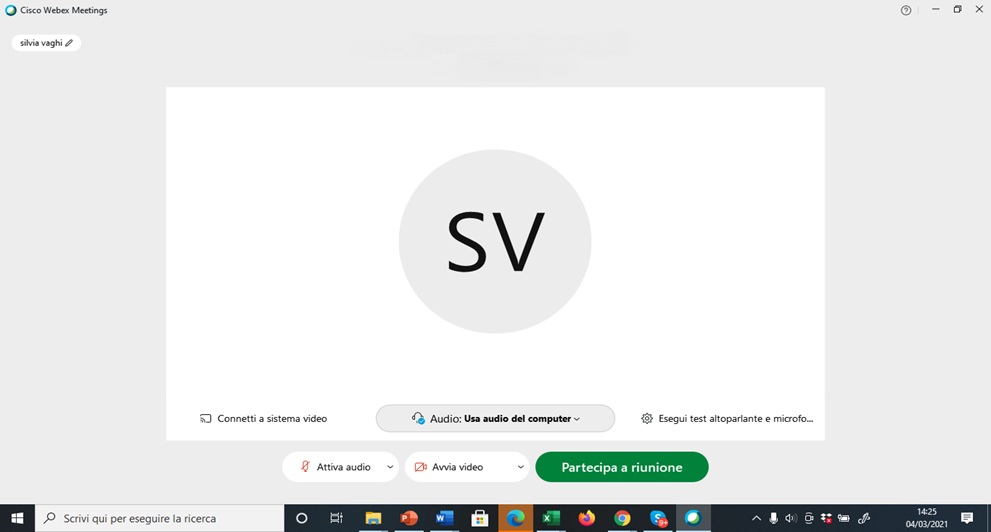 Cisco Webex Meetings
silvia vaghi
SV
Connetti a sistema video
Audio: Usa audio del computer
Esegui test altoparlante e microfo...
Attiva audio
Avvia video
Partecipa a riunione
Scrivi qui per eseguire la ricerca
9+
14:25
04/03/2021